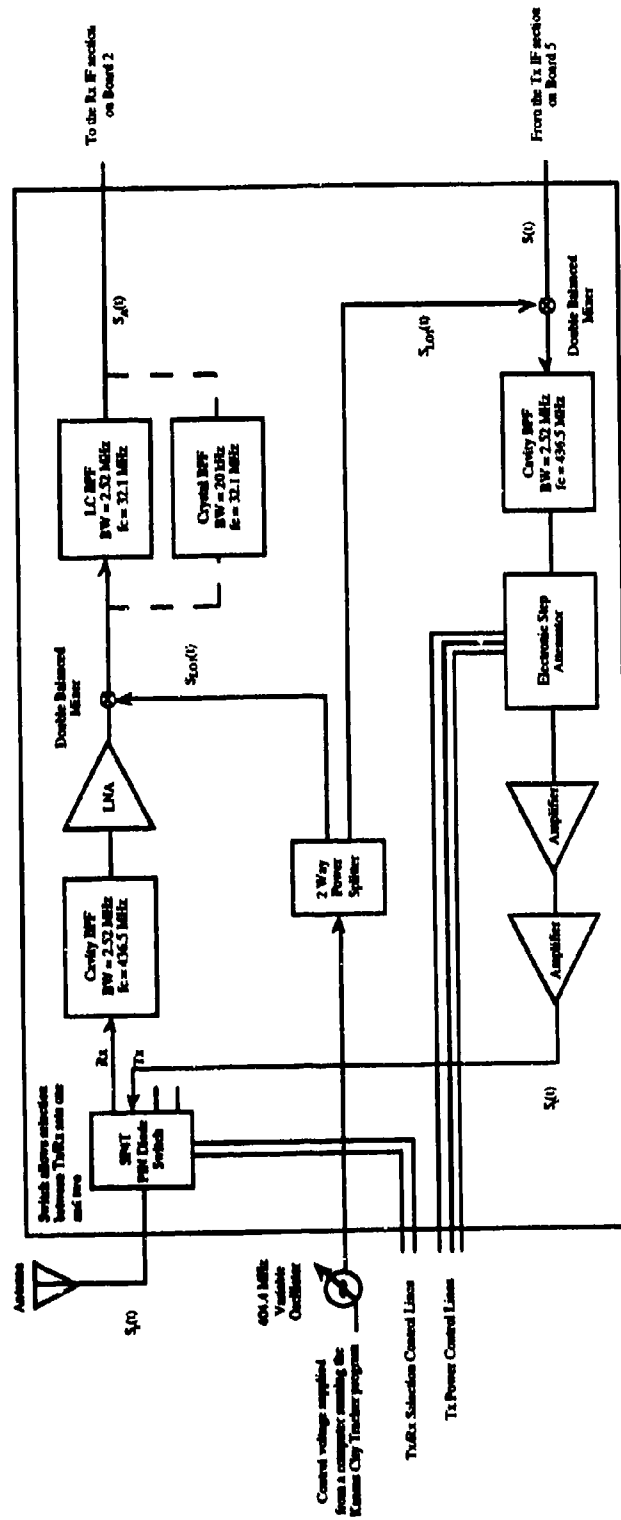 Antenna
Switch allows selection
between Tx/Rx sets one
and two
S_r(t)
SP4T
PIN Diode
Switch
Rx
Tx
Cavity BPF
BW = 2.52 MHz
fc = 436.5 MHz
LNA
Double Balanced
Mixer
S_LO1(t)
LC BPF
BW = 2.52 MHz
fc = 32.1 MHz
Crystal BPF
BW = 20 kHz
fc = 32.1 MHz
S_A(t)
To the Rx IF section
on Board 2
404.4 MHz
Variable
Oscillator
Control voltage supplied
from a computer running the
Kansas City Tracker program
2 Way
Power
Splitter
S_LO1(t)
Tx/Rx Selection Control Lines
Tx Power Control Lines
Amplifier
Amplifier
Electronic Step
Attenuator
Cavity BPF
BW = 2.52 MHz
fc = 436.5 MHz
Double Balanced
Mixer
S(t)
From the Tx IF section
on Board 5